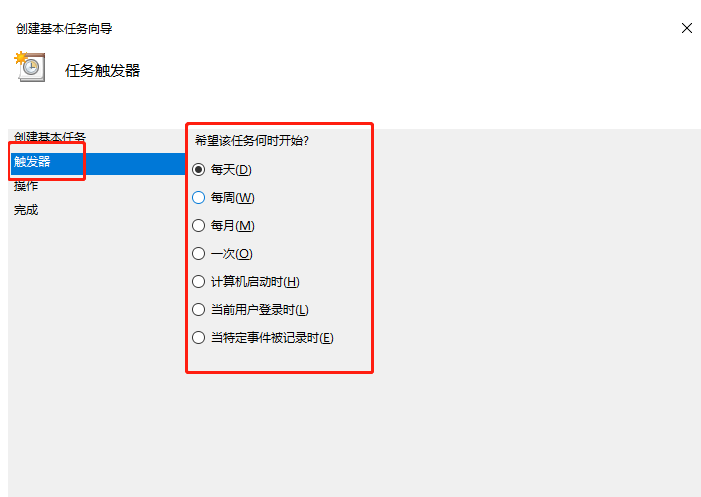 创建基本任务向导
任务触发器
创建基本任务
触发器
操作
完成
希望该任务何时开始?
每天(D)
每周(W)
每月(M)
一次(O)
计算机启动时(H)
当前用户登录时(L)
当特定事件被记录时(E)